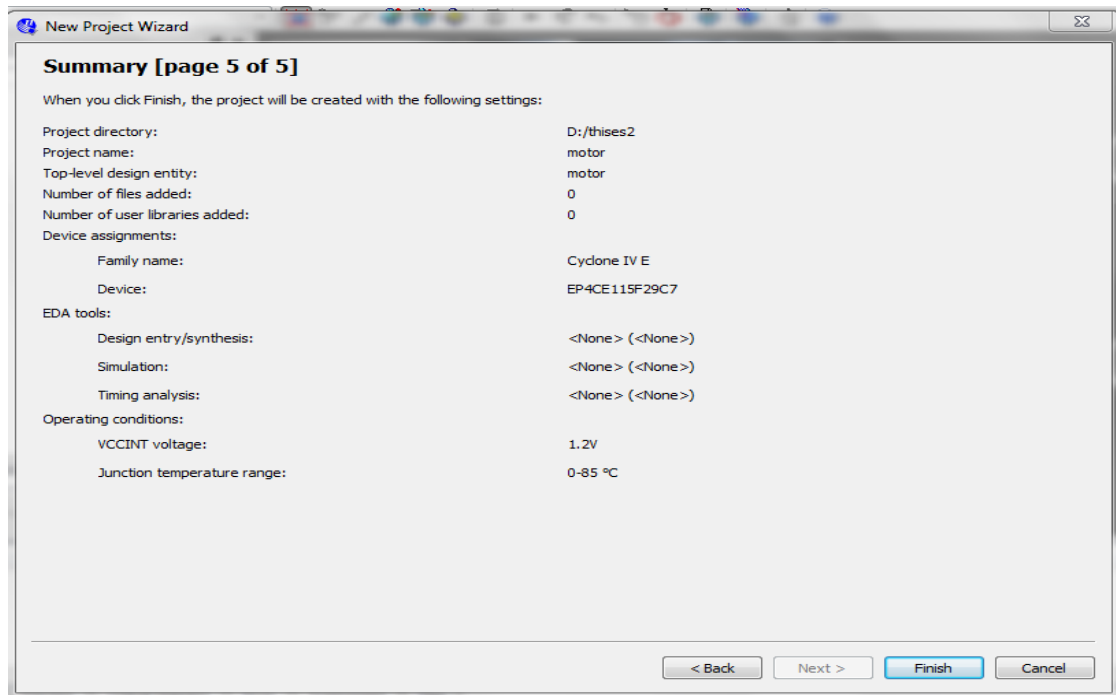 New Project Wizard
Summary [page 5 of 5]
When you click Finish, the project will be created with the following settings:
Project directory: D:/thises2
Project name: motor
Top-level design entity: motor
Number of files added: 0
Number of user libraries added: 0
Device assignments:
Family name: Cyclone IV E
Device: EP4CE115F29C7
EDA tools:
Design entry/synthesis: <None> (<None>)
Simulation: <None> (<None>)
Timing analysis: <None> (<None>)
Operating conditions:
VCCINT voltage: 1.2V
Junction temperature range: 0-85 ºC
< Back Next > Finish Cancel